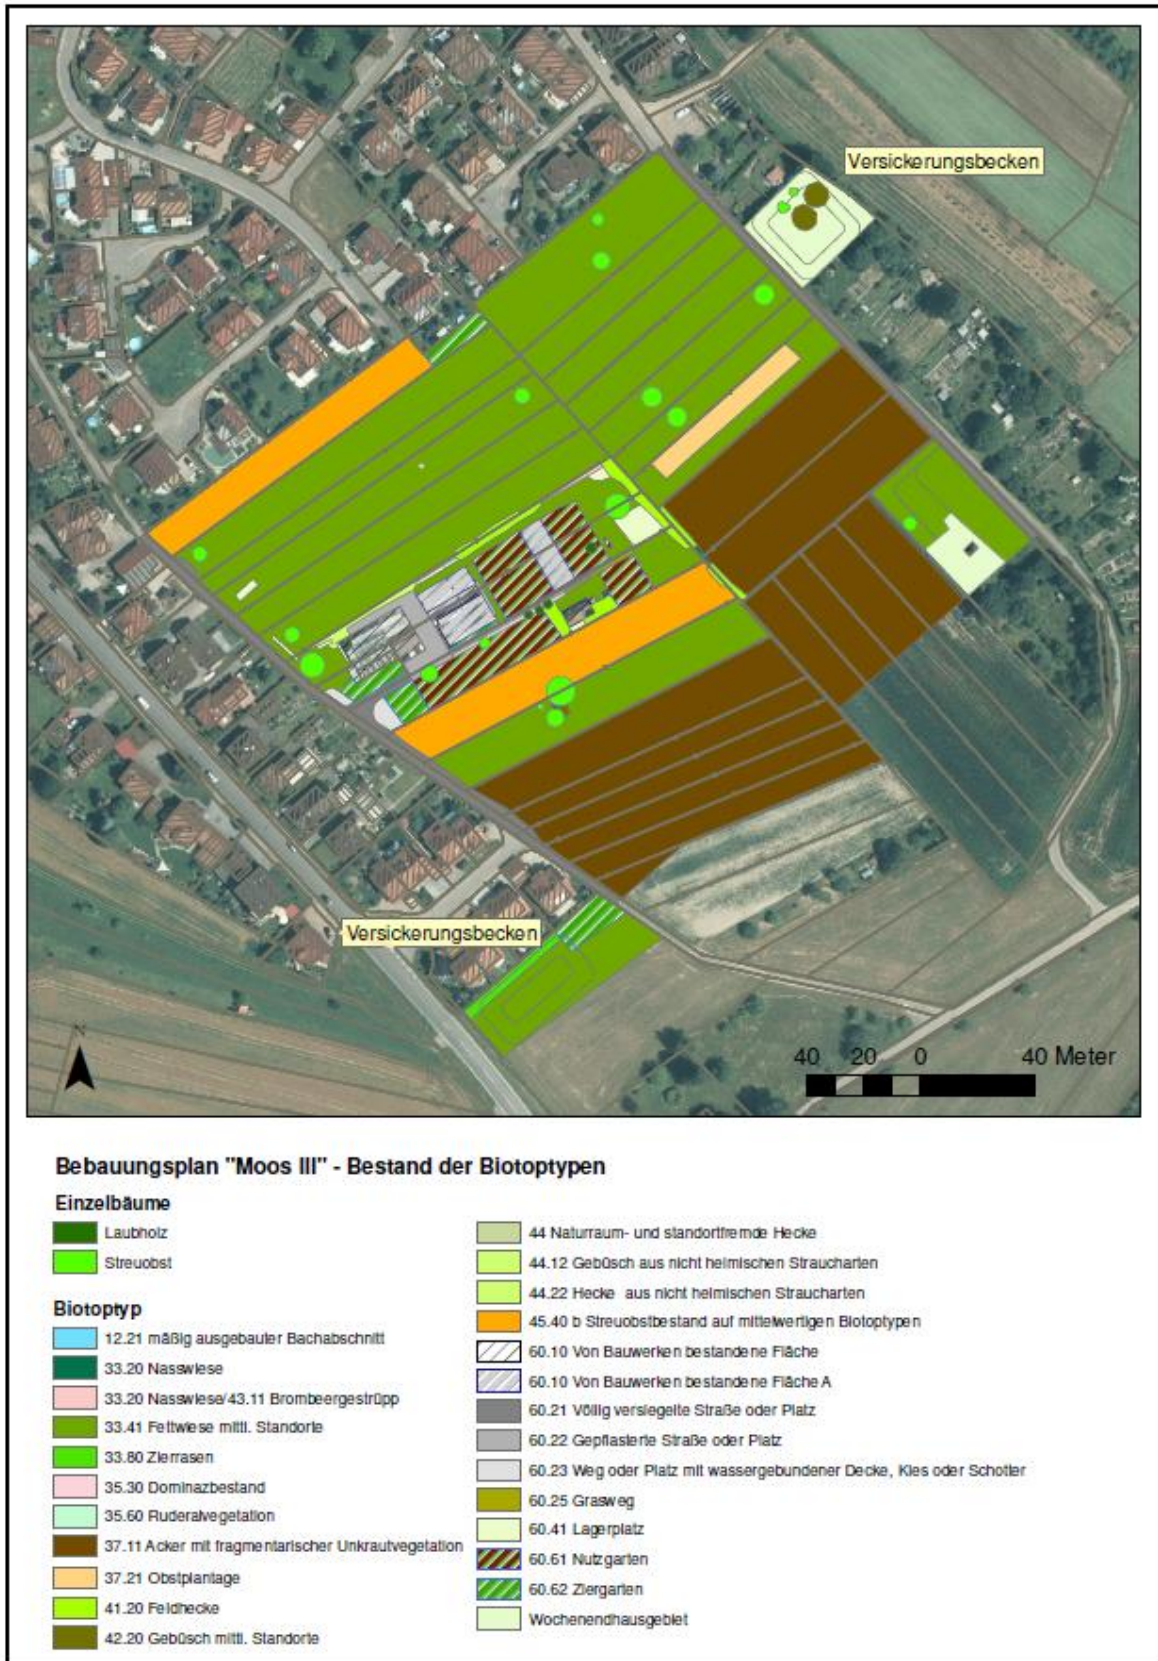 Versickerungsbecken
Versickerungsbecken
N
40 20 0 40 Meter
Bebauungsplan "Moos III" - Bestand der Biotoptypen
Einzelbäume
Laubholz
Streuobst
Biotoptyp
12.21 mäßig ausgebauter Bachabschnitt
33.20 Nasswiese
33.20 Nasswiese/43.11 Brombeergestrüpp
33.41 Fettwiese mittl. Standorte
33.80 Zierrasen
35.30 Dominazbestand
35.60 Ruderalvegetation
37.11 Acker mit fragmentarischer Unkrautvegetation
37.21 Obstplantage
41.20 Feldhecke
42.20 Gebüsch mittl. Standorte
44 Naturraum- und standortfremde Hecke
44.12 Gebüsch aus nicht heimischen Straucharten
44.22 Hecke aus nicht heimischen Straucharten
45.40 b Streuobstbestand auf mittelwertigen Biotoptypen
60.10 Von Bauwerken bestandene Fläche
60.10 Von Bauwerken bestandene Fläche A
60.21 Völlig versiegelte Straße oder Platz
60.22 Gepflasterte Straße oder Platz
60.23 Weg oder Platz mit wassergebundener Decke, Kies oder Schotter
60.25 Grasweg
60.41 Lagerplatz
60.61 Nutzgarten
60.62 Ziergarten
Wochenendhausgebiet